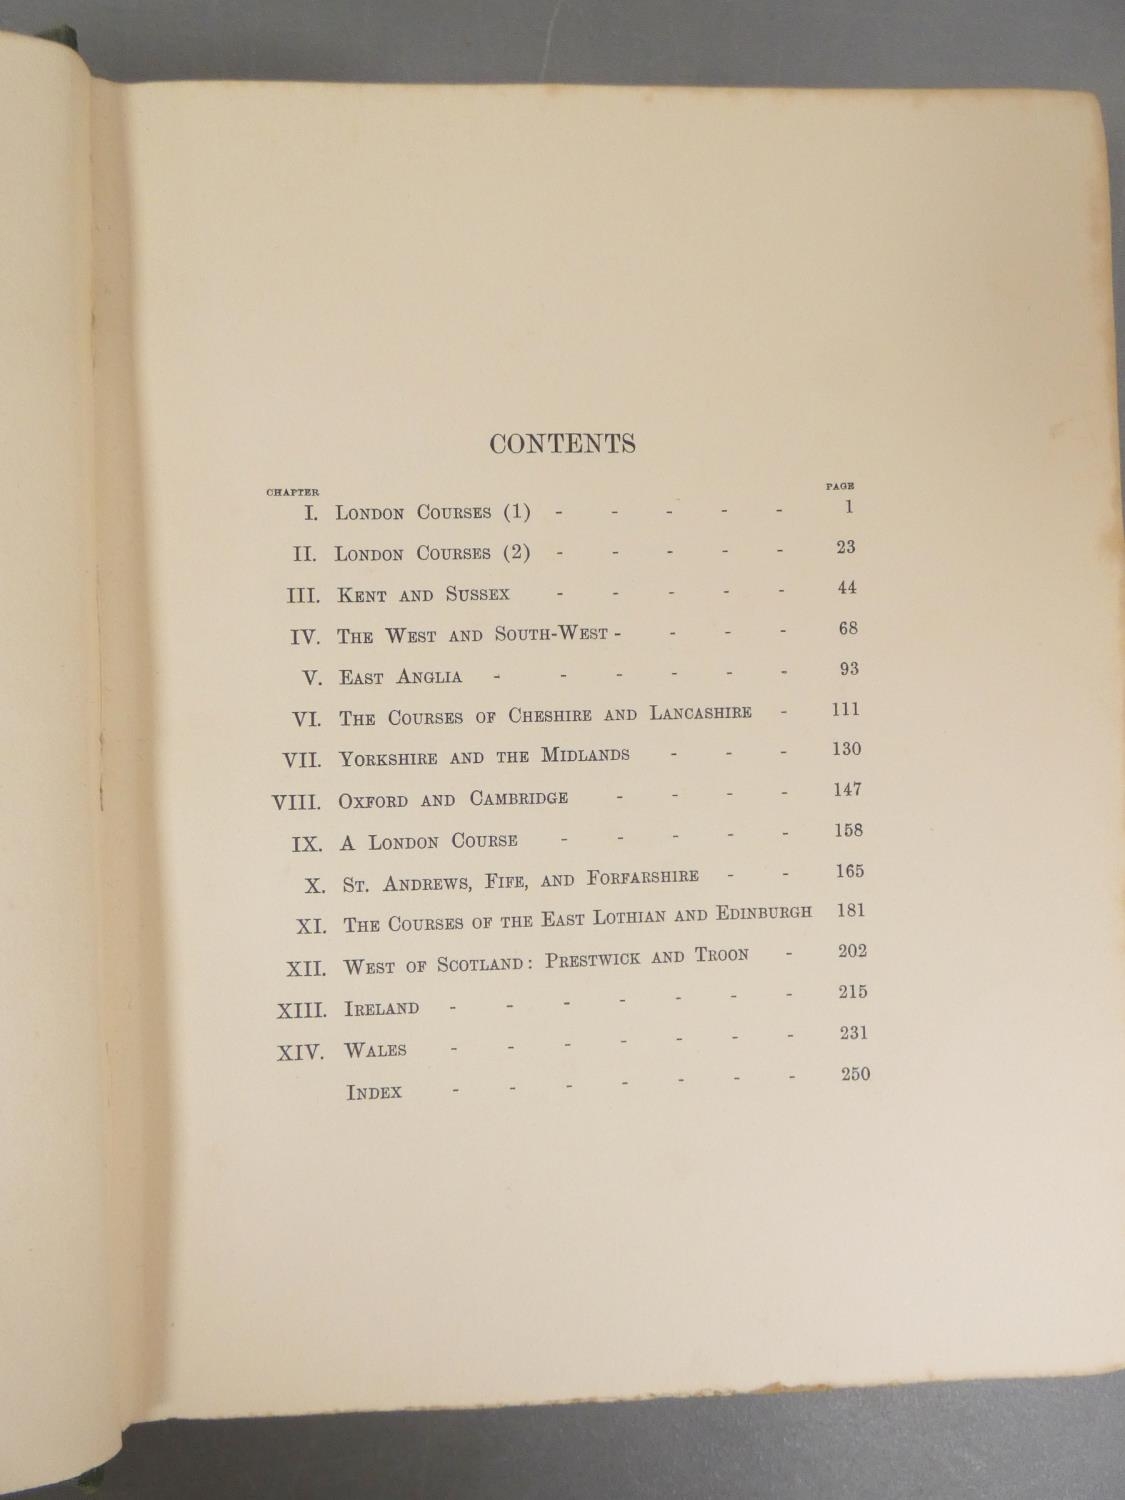 CONTENTS
CHAPTER PAGE
I. LONDON COURSES (1) - - - - - 1
II. LONDON COURSES (2) - - - - - 23
III. KENT AND SUSSEX - - - - - 44
IV. THE WEST AND SOUTH-WEST - - - - 68
V. EAST ANGLIA - - - - - - 93
VI. THE COURSES OF CHESHIRE AND LANCASHIRE - 111
VII. YORKSHIRE AND THE MIDLANDS - - - 130
VIII. OXFORD AND CAMBRIDGE - - - - 147
IX. A LONDON COURSE - - - - - 158
X. ST. ANDREWS, FIFE, AND FORFARSHIRE - - 165
XI. THE COURSES OF THE EAST LOTHIAN AND EDINBURGH 181
XII. WEST OF SCOTLAND: PRESTWICK AND TROON - 202
XIII. IRELAND - - - - - - - 215
XIV. WALES - - - - - - - 231
INDEX - - - - - - - 250